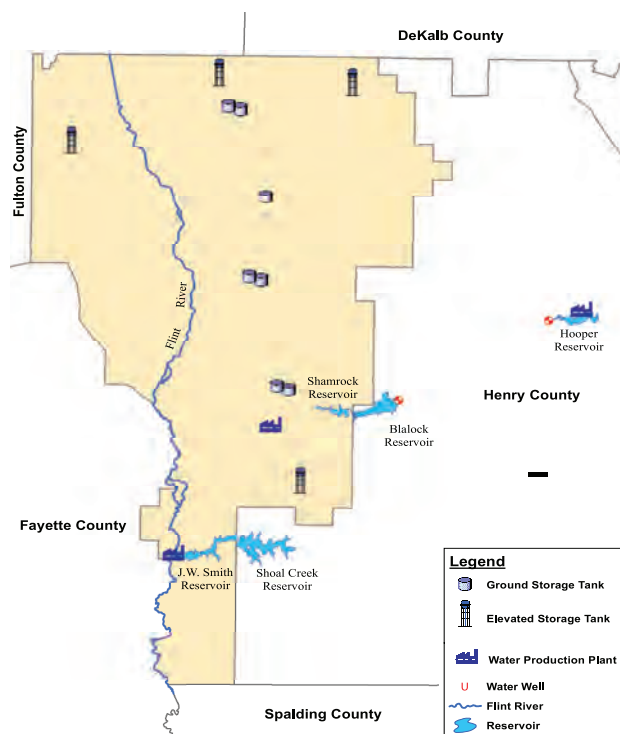 DeKalb County
Fulton County
Flint River
Hooper
Reservoir
Shamrock
Reservoir
Henry County
Blalock
Reservoir
Fayette County
J.W. Smith
Reservoir
Shoal Creek
Reservoir
Legend
Ground Storage Tank
Elevated Storage Tank
Water Production Plant
U Water Well
Flint River
Reservoir
Spalding County